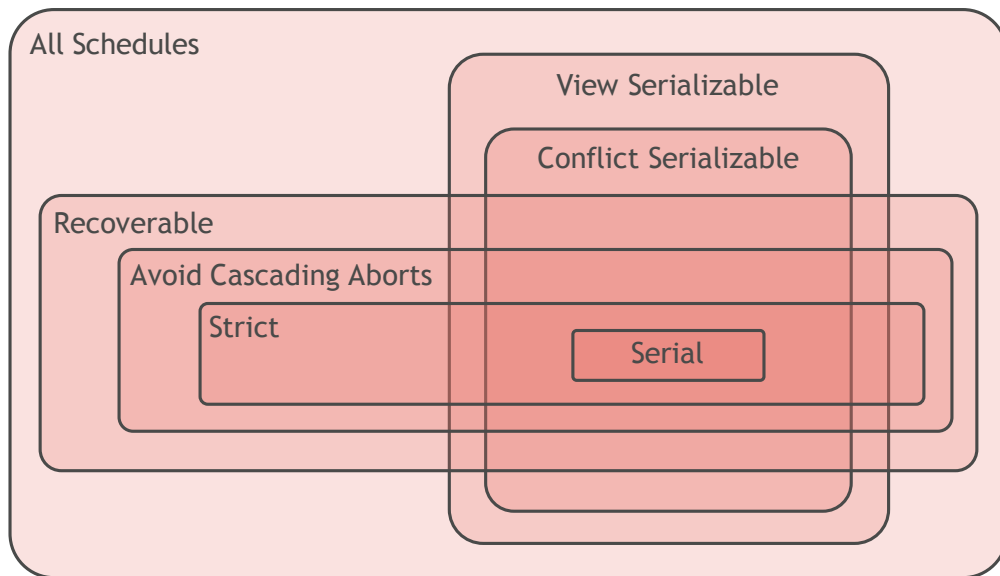 All Schedules
View Serializable
Conflict Serializable
Recoverable
Avoid Cascading Aborts
Strict
Serial